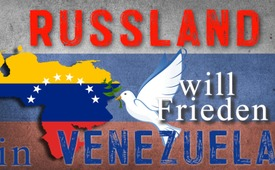 RUSSLAND
will
Frieden
in VENEZUELA